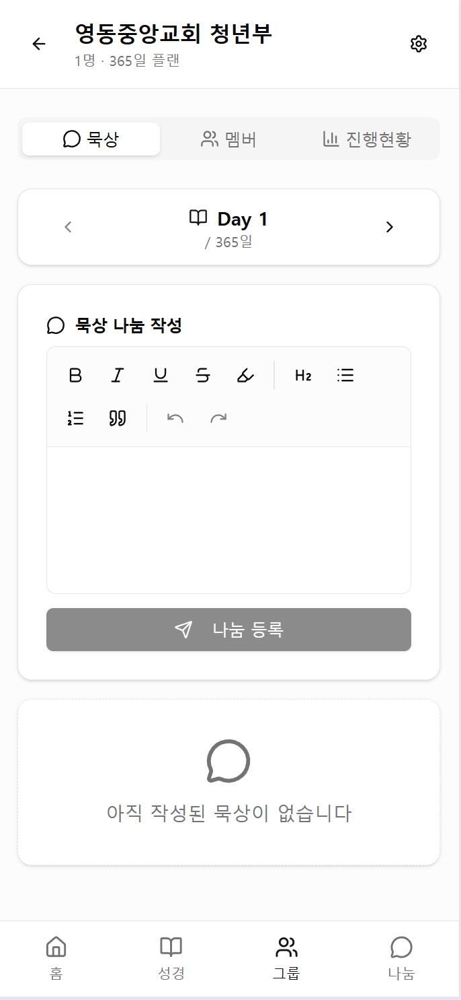 영동중앙교회 청년부
1명 · 365일 플랜
묵상 멤버 진행현황
Day 1
/ 365일
묵상 나눔 작성
B I U S H2
나눔 등록
아직 작성된 묵상이 없습니다
홈 성경 그룹 나눔